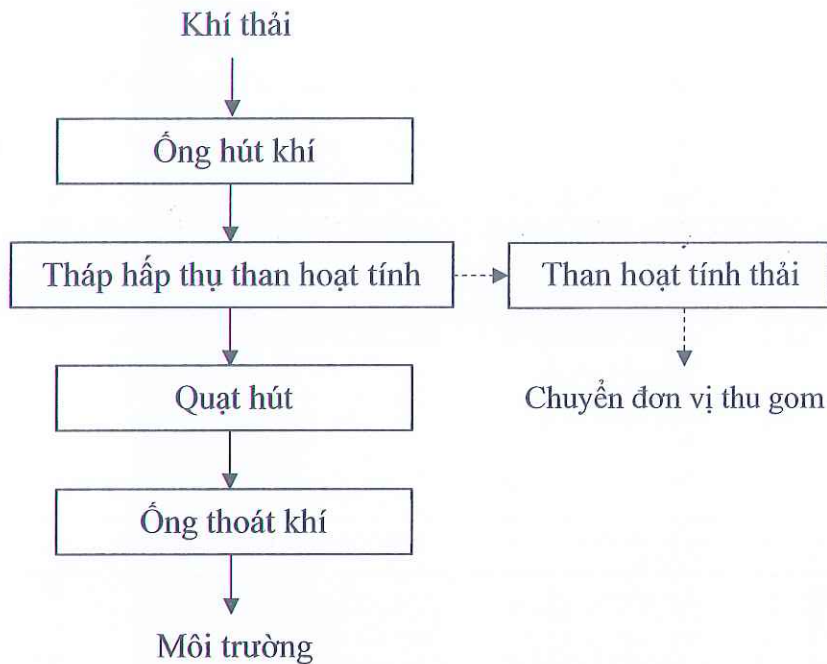 Khí thải
Ống hút khí
Tháp hấp thụ than hoạt tính
Than hoạt tính thải
Quạt hút
Chuyển đơn vị thu gom
Ống thoát khí
Môi trường